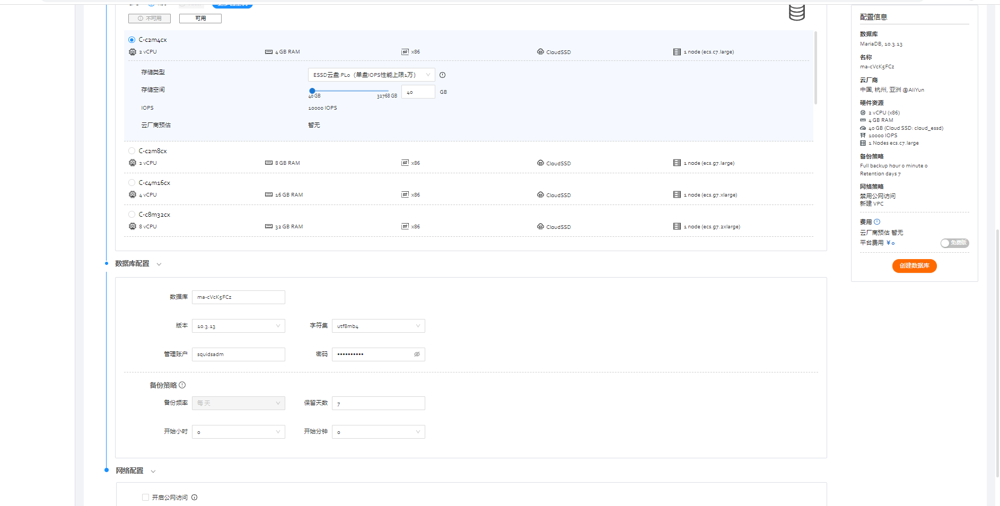 不可用
可用
C-c2m4cx
2 vCPU
4 GB RAM
x86
CloudSSD
1 node (ecs.c7.large)
存储类型
ESSD云盘:PL0（单盘IOPS性能上限1万）
存储空间
40 GB
32768 GB
40
GB
IOPS
10000 IOPS
云厂商预估
暂无
C-c2m8cx
2 vCPU
8 GB RAM
x86
CloudSSD
1 node (ecs.g7.large)
C-c4m16cx
4 vCPU
16 GB RAM
x86
CloudSSD
1 node (ecs.g7.xlarge)
C-c8m32cx
8 vCPU
32 GB RAM
x86
CloudSSD
1 node (ecs.g7.2xlarge)
数据库配置
数据库
ma-cVcK5FCz
版本
10.3.13
字符集
utf8mb4
管理账户
squidsadm
密码
••••••••••
备份策略
备份频率
每天
保留天数
7
开始小时
0
开始分钟
0
网络配置
开启公网访问
配置信息
数据库
MariaDB, 10.3.13
名称
ma-cVcK5FCz
云厂商
中国, 杭州, 亚洲 @AliYun
硬件资源
2 vCPU (x86)
4 GB RAM
40 GB (Cloud SSD: cloud_essd)
10000 IOPS
1 Nodes ecs.c7.large
备份策略
Full backup hour 0 minute 0
Retention days 7
网络策略
禁用公网访问
新建 VPC
费用
云厂商预估 暂无
平台费用 ￥0
免费版
创建数据库